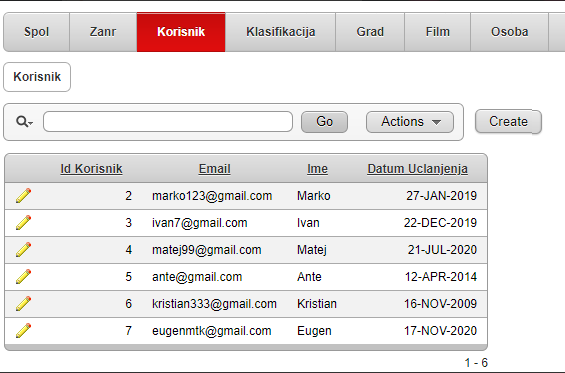 Spol Zanr Korisnik Klasifikacija Grad Film Osoba
Korisnik
Go Actions Create
Id Korisnik Email Ime Datum Uclanjenja
2 marko123@gmail.com Marko 27-JAN-2019
3 ivan7@gmail.com Ivan 22-DEC-2019
4 matej99@gmail.com Matej 21-JUL-2020
5 ante@gmail.com Ante 12-APR-2014
6 kristian333@gmail.com Kristian 16-NOV-2009
7 eugenmtk@gmail.com Eugen 17-NOV-2020
1 - 6